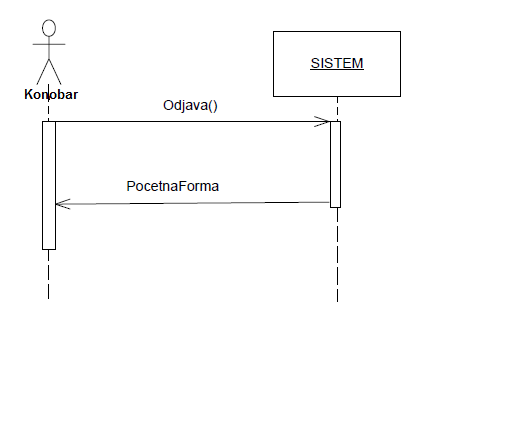 SISTEM
Konobar
Odjava()
PocetnaForma